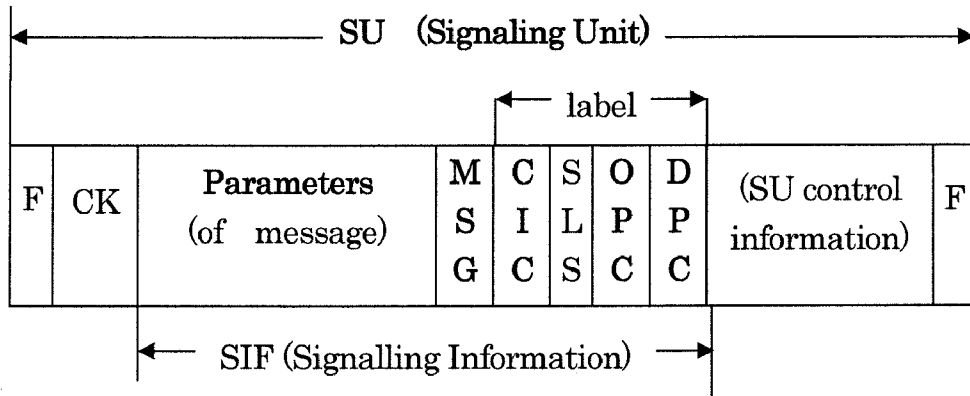 SU (Signaling Unit)
label
F
CK
Parameters
(of message)
M
S
G
C
I
C
S
L
S
O
P
C
D
P
C
(SU control
information)
F
SIF (Signalling Information)